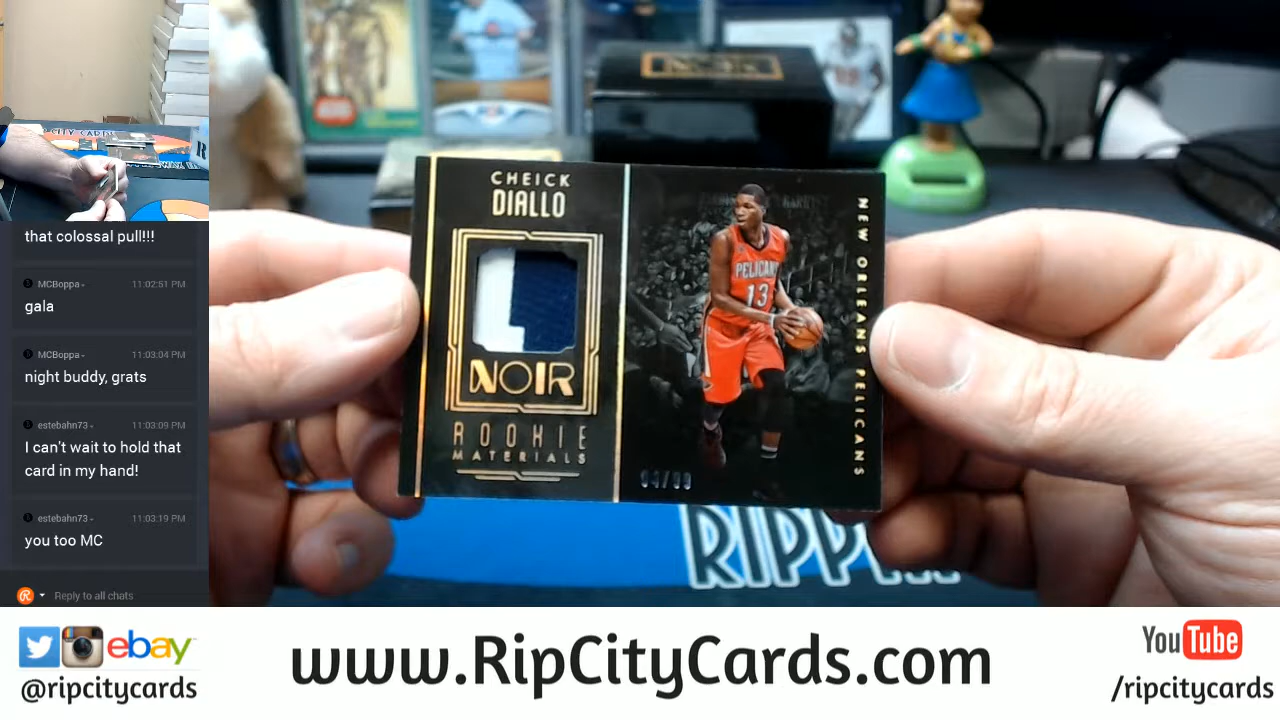 that colossal pull!!!
MCBoppa
11:02:51 PM
gala
MCBoppa
11:03:04 PM
night buddy, grats
estebahn73
11:03:09 PM
I can't wait to hold that
card in my hand!
estebahn73
11:03:19 PM
you too MC
Reply to all chats
CITY CARDS
NOIR
CHEICK
DIALLO
NOIR
ROOKIE
MATERIALS
PELICANS
13
NEW ORLEANS PELICANS
ebay
@ripcitycards
www.RipCityCards.com
YouTube
/ripcitycards